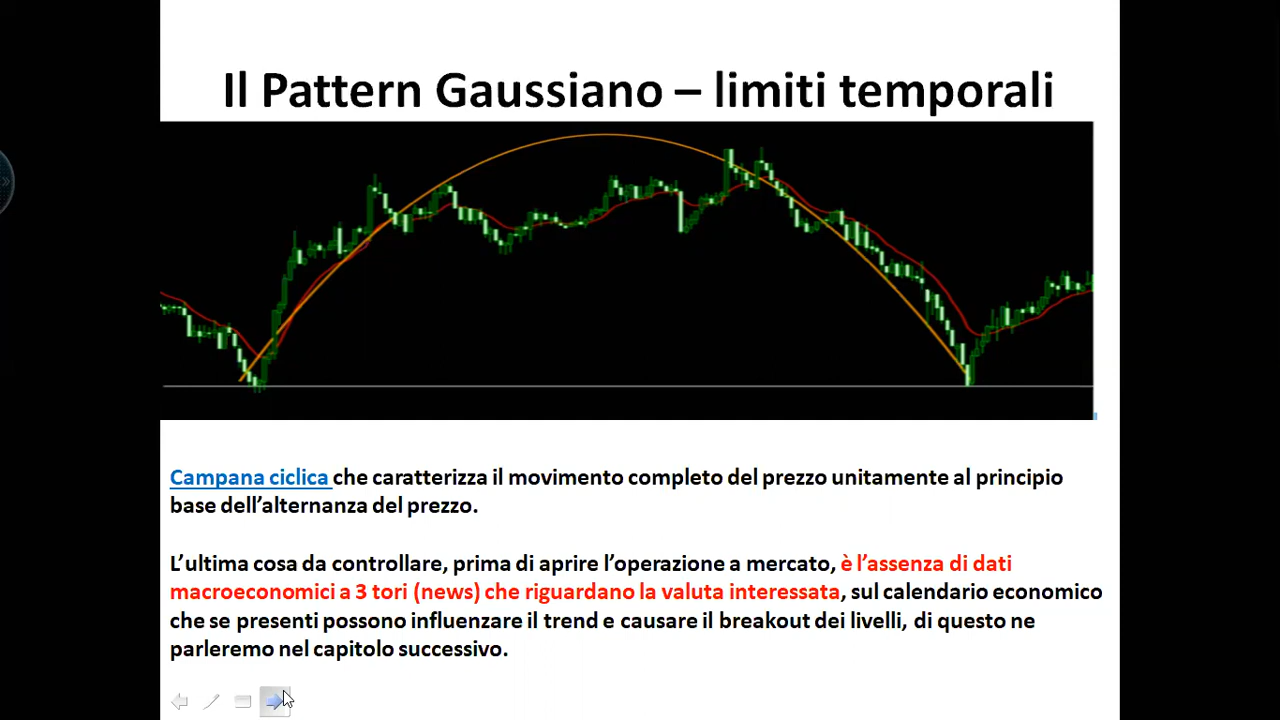 Il Pattern Gaussiano – limiti temporali
Campana ciclica che caratterizza il movimento completo del prezzo unitamente al principio
base dell’alternanza del prezzo.
L’ultima cosa da controllare, prima di aprire l’operazione a mercato, è l’assenza di dati
macroeconomici a 3 tori (news) che riguardano la valuta interessata, sul calendario economico
che se presenti possono influenzare il trend e causare il breakout dei livelli, di questo ne
parleremo nel capitolo successivo.